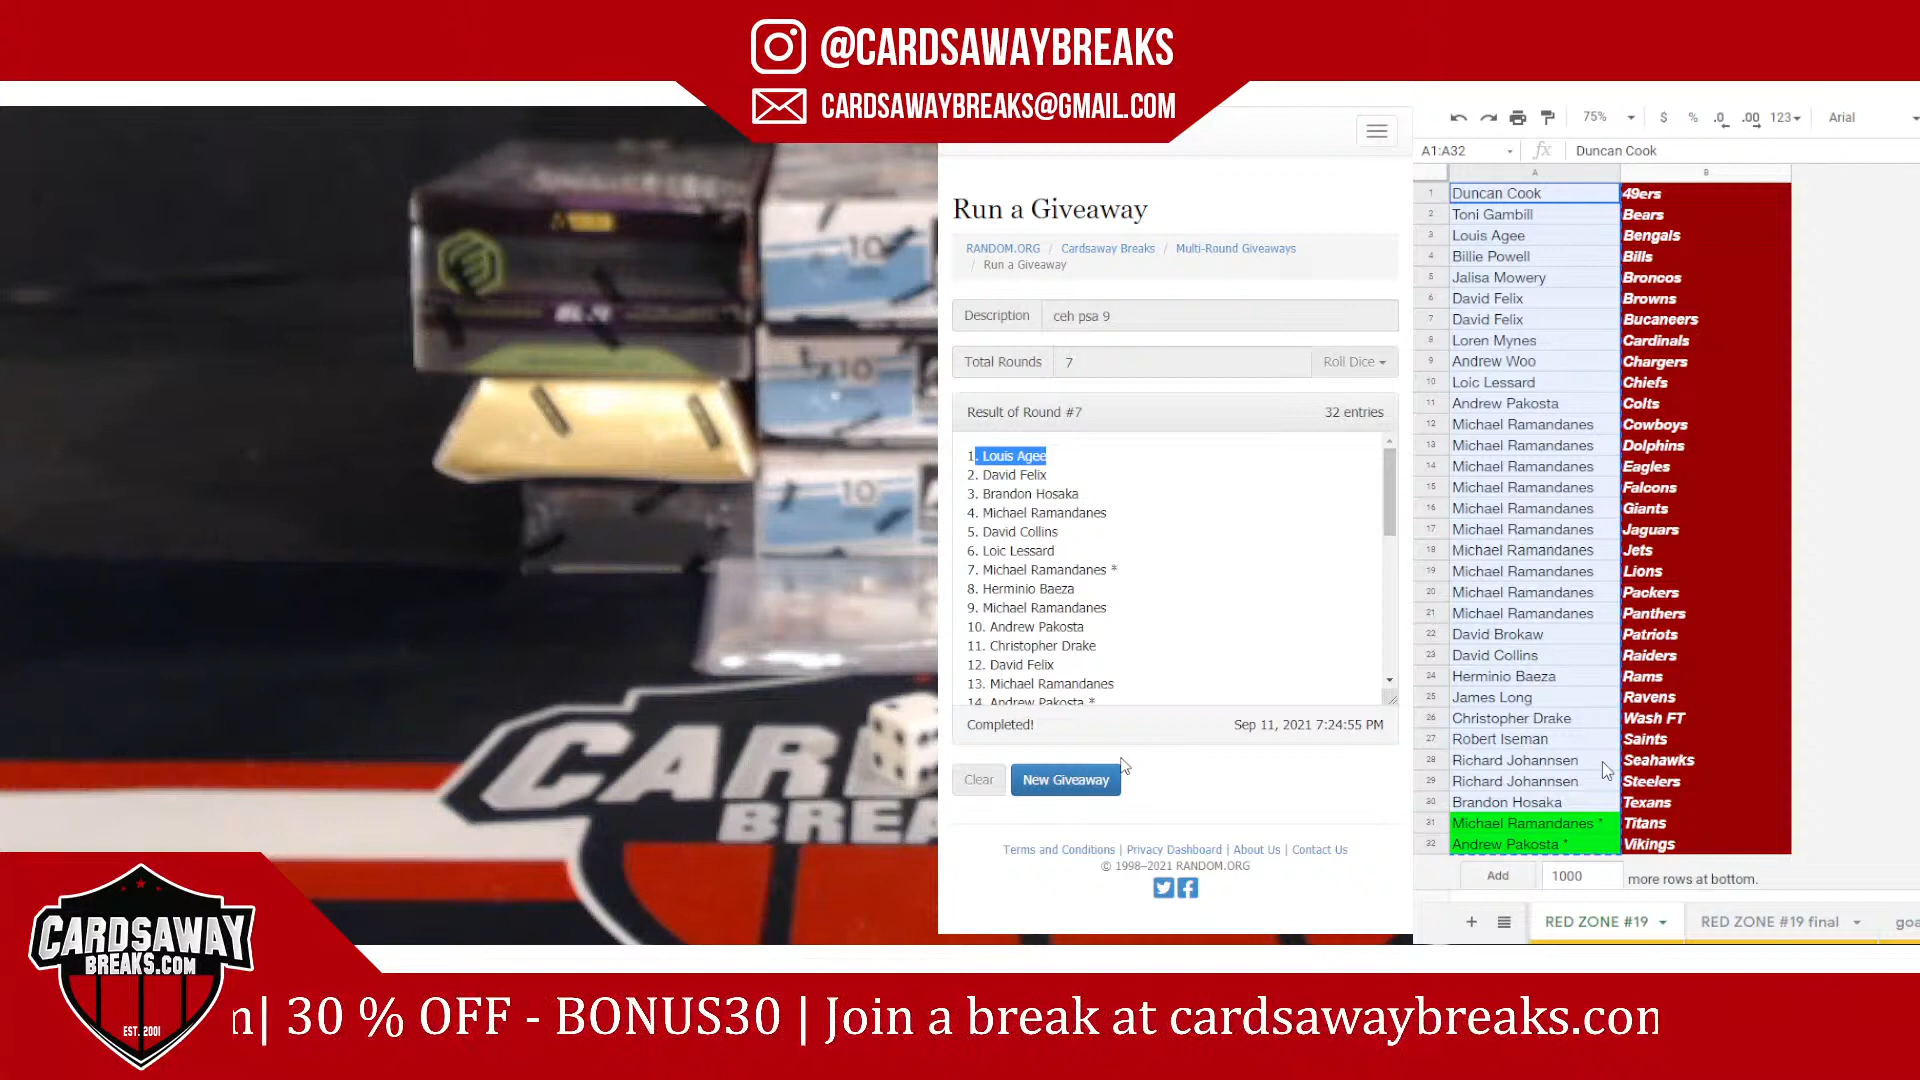 @CARDSAWAYBREAKS
CARDSAWAYBREAKS@GMAIL.COM
Run a Giveaway
RANDOM.ORG / Cardsaway Breaks / Multi-Round Giveaways
/ Run a Giveaway
Description ceh psa 9
Total Rounds 7 Roll Dice
Result of Round #7 32 entries
1. Louis Agee
2. David Felix
3. Brandon Hosaka
4. Michael Ramandanes
5. David Collins
6. Loic Lessard
7. Michael Ramandanes *
8. Herminio Baeza
9. Michael Ramandanes
10. Andrew Pakosta
11. Christopher Drake
12. David Felix
13. Michael Ramandanes
14. Andrew Pakosta *
Completed! Sep 11, 2021 7:24:55 PM
Clear New Giveaway
Terms and Conditions | Privacy Dashboard | About Us | Contact Us
© 1998–2021 RANDOM.ORG
75% $ % .0 .00 123 Arial
A1:A32 fx Duncan Cook
A B
1 Duncan Cook 49ers
2 Toni Gambill Bears
3 Louis Agee Bengals
4 Billie Powell Bills
5 Jalisa Mowery Broncos
6 David Felix Browns
7 David Felix Bucaneers
8 Loren Mynes Cardinals
9 Andrew Woo Chargers
10 Loic Lessard Chiefs
11 Andrew Pakosta Colts
12 Michael Ramandanes Cowboys
13 Michael Ramandanes Dolphins
14 Michael Ramandanes Eagles
15 Michael Ramandanes Falcons
16 Michael Ramandanes Giants
17 Michael Ramandanes Jaguars
18 Michael Ramandanes Jets
19 Michael Ramandanes Lions
20 Michael Ramandanes Packers
21 Michael Ramandanes Panthers
22 David Brokaw Patriots
23 David Collins Raiders
24 Herminio Baeza Rams
25 James Long Ravens
26 Christopher Drake Wash FT
27 Robert Iseman Saints
28 Richard Johannsen Seahawks
29 Richard Johannsen Steelers
30 Brandon Hosaka Texans
31 Michael Ramandanes * Titans
32 Andrew Pakosta * Vikings
Add 1000 more rows at bottom.
+ RED ZONE #19 RED ZONE #19 final goa
10
10
10
CAR
BREA
CARDSAWAY
BREAKS.COM
EST. 2001
n| 30 % OFF - BONUS30 | Join a break at cardsawaybreaks.con